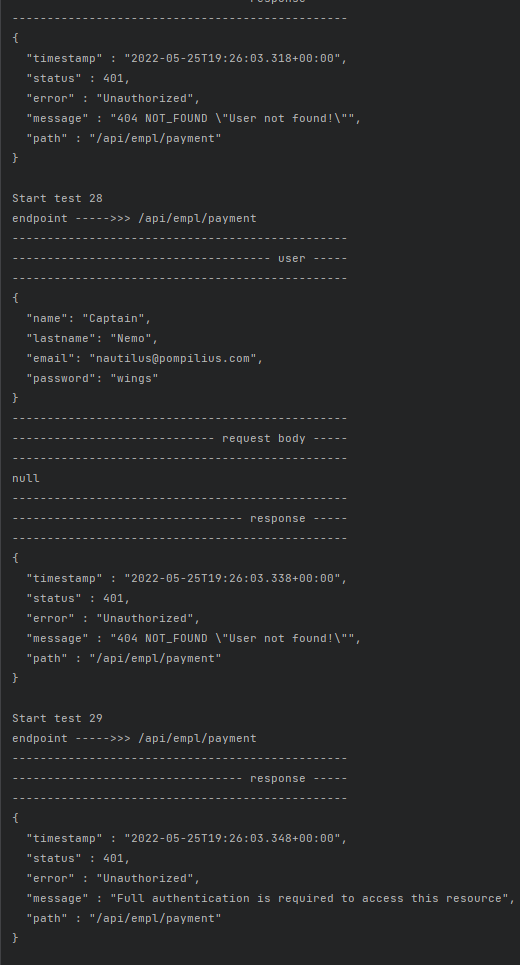 response -----
------------------------------------------------
{
  "timestamp" : "2022-05-25T19:26:03.318+00:00",
  "status" : 401,
  "error" : "Unauthorized",
  "message" : "404 NOT_FOUND \"User not found!\"",
  "path" : "/api/empl/payment"
}
Start test 28
endpoint ----->>> /api/empl/payment
------------------------------------------------
------------------------------------- user -----
------------------------------------------------
{
  "name": "Captain",
  "lastname": "Nemo",
  "email": "nautilus@pompilius.com",
  "password": "wings"
}
------------------------------------------------
----------------------------- request body -----
------------------------------------------------
null
------------------------------------------------
--------------------------------- response -----
------------------------------------------------
{
  "timestamp" : "2022-05-25T19:26:03.338+00:00",
  "status" : 401,
  "error" : "Unauthorized",
  "message" : "404 NOT_FOUND \"User not found!\"",
  "path" : "/api/empl/payment"
}
Start test 29
endpoint ----->>> /api/empl/payment
------------------------------------------------
--------------------------------- response -----
------------------------------------------------
{
  "timestamp" : "2022-05-25T19:26:03.348+00:00",
  "status" : 401,
  "error" : "Unauthorized",
  "message" : "Full authentication is required to access this resource",
  "path" : "/api/empl/payment"
}